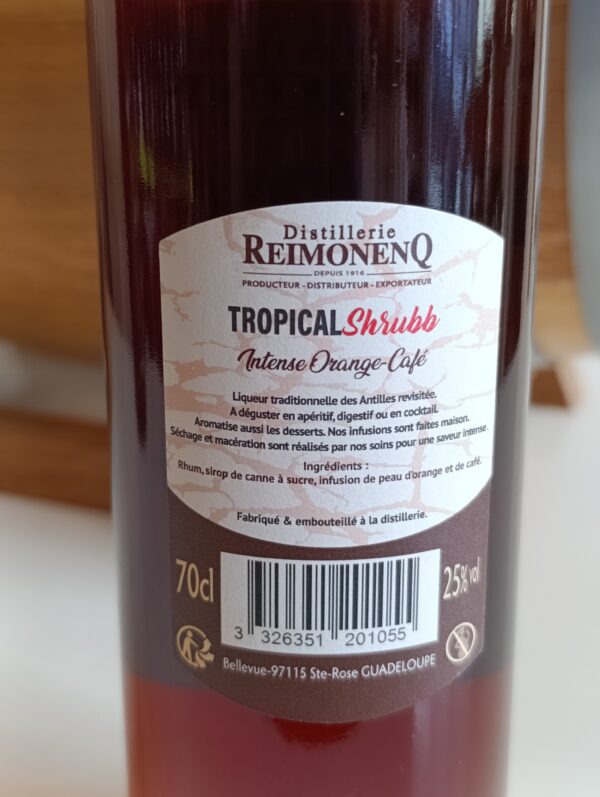 Distillerie
REIMONENQ
DEPUIS 1916
PRODUCTEUR - DISTRIBUTEUR - EXPORTATEUR
TROPICAL Shrubb
Intense Orange-Café
Liqueur traditionnelle des Antilles revisitée.
A déguster en apéritif, digestif ou en cocktail.
Aromatise aussi les desserts. Nos infusions sont faites maison.
Séchage et macération sont réalisés par nos soins pour une saveur intense.
Ingrédients :
Rhum, sirop de canne à sucre, infusion de peau d'orange et de café.
Fabriqué & embouteillé à la distillerie.
70cl
25% vol
3 326351 201055
Bellevue-97115 Ste-Rose GUADELOUPE